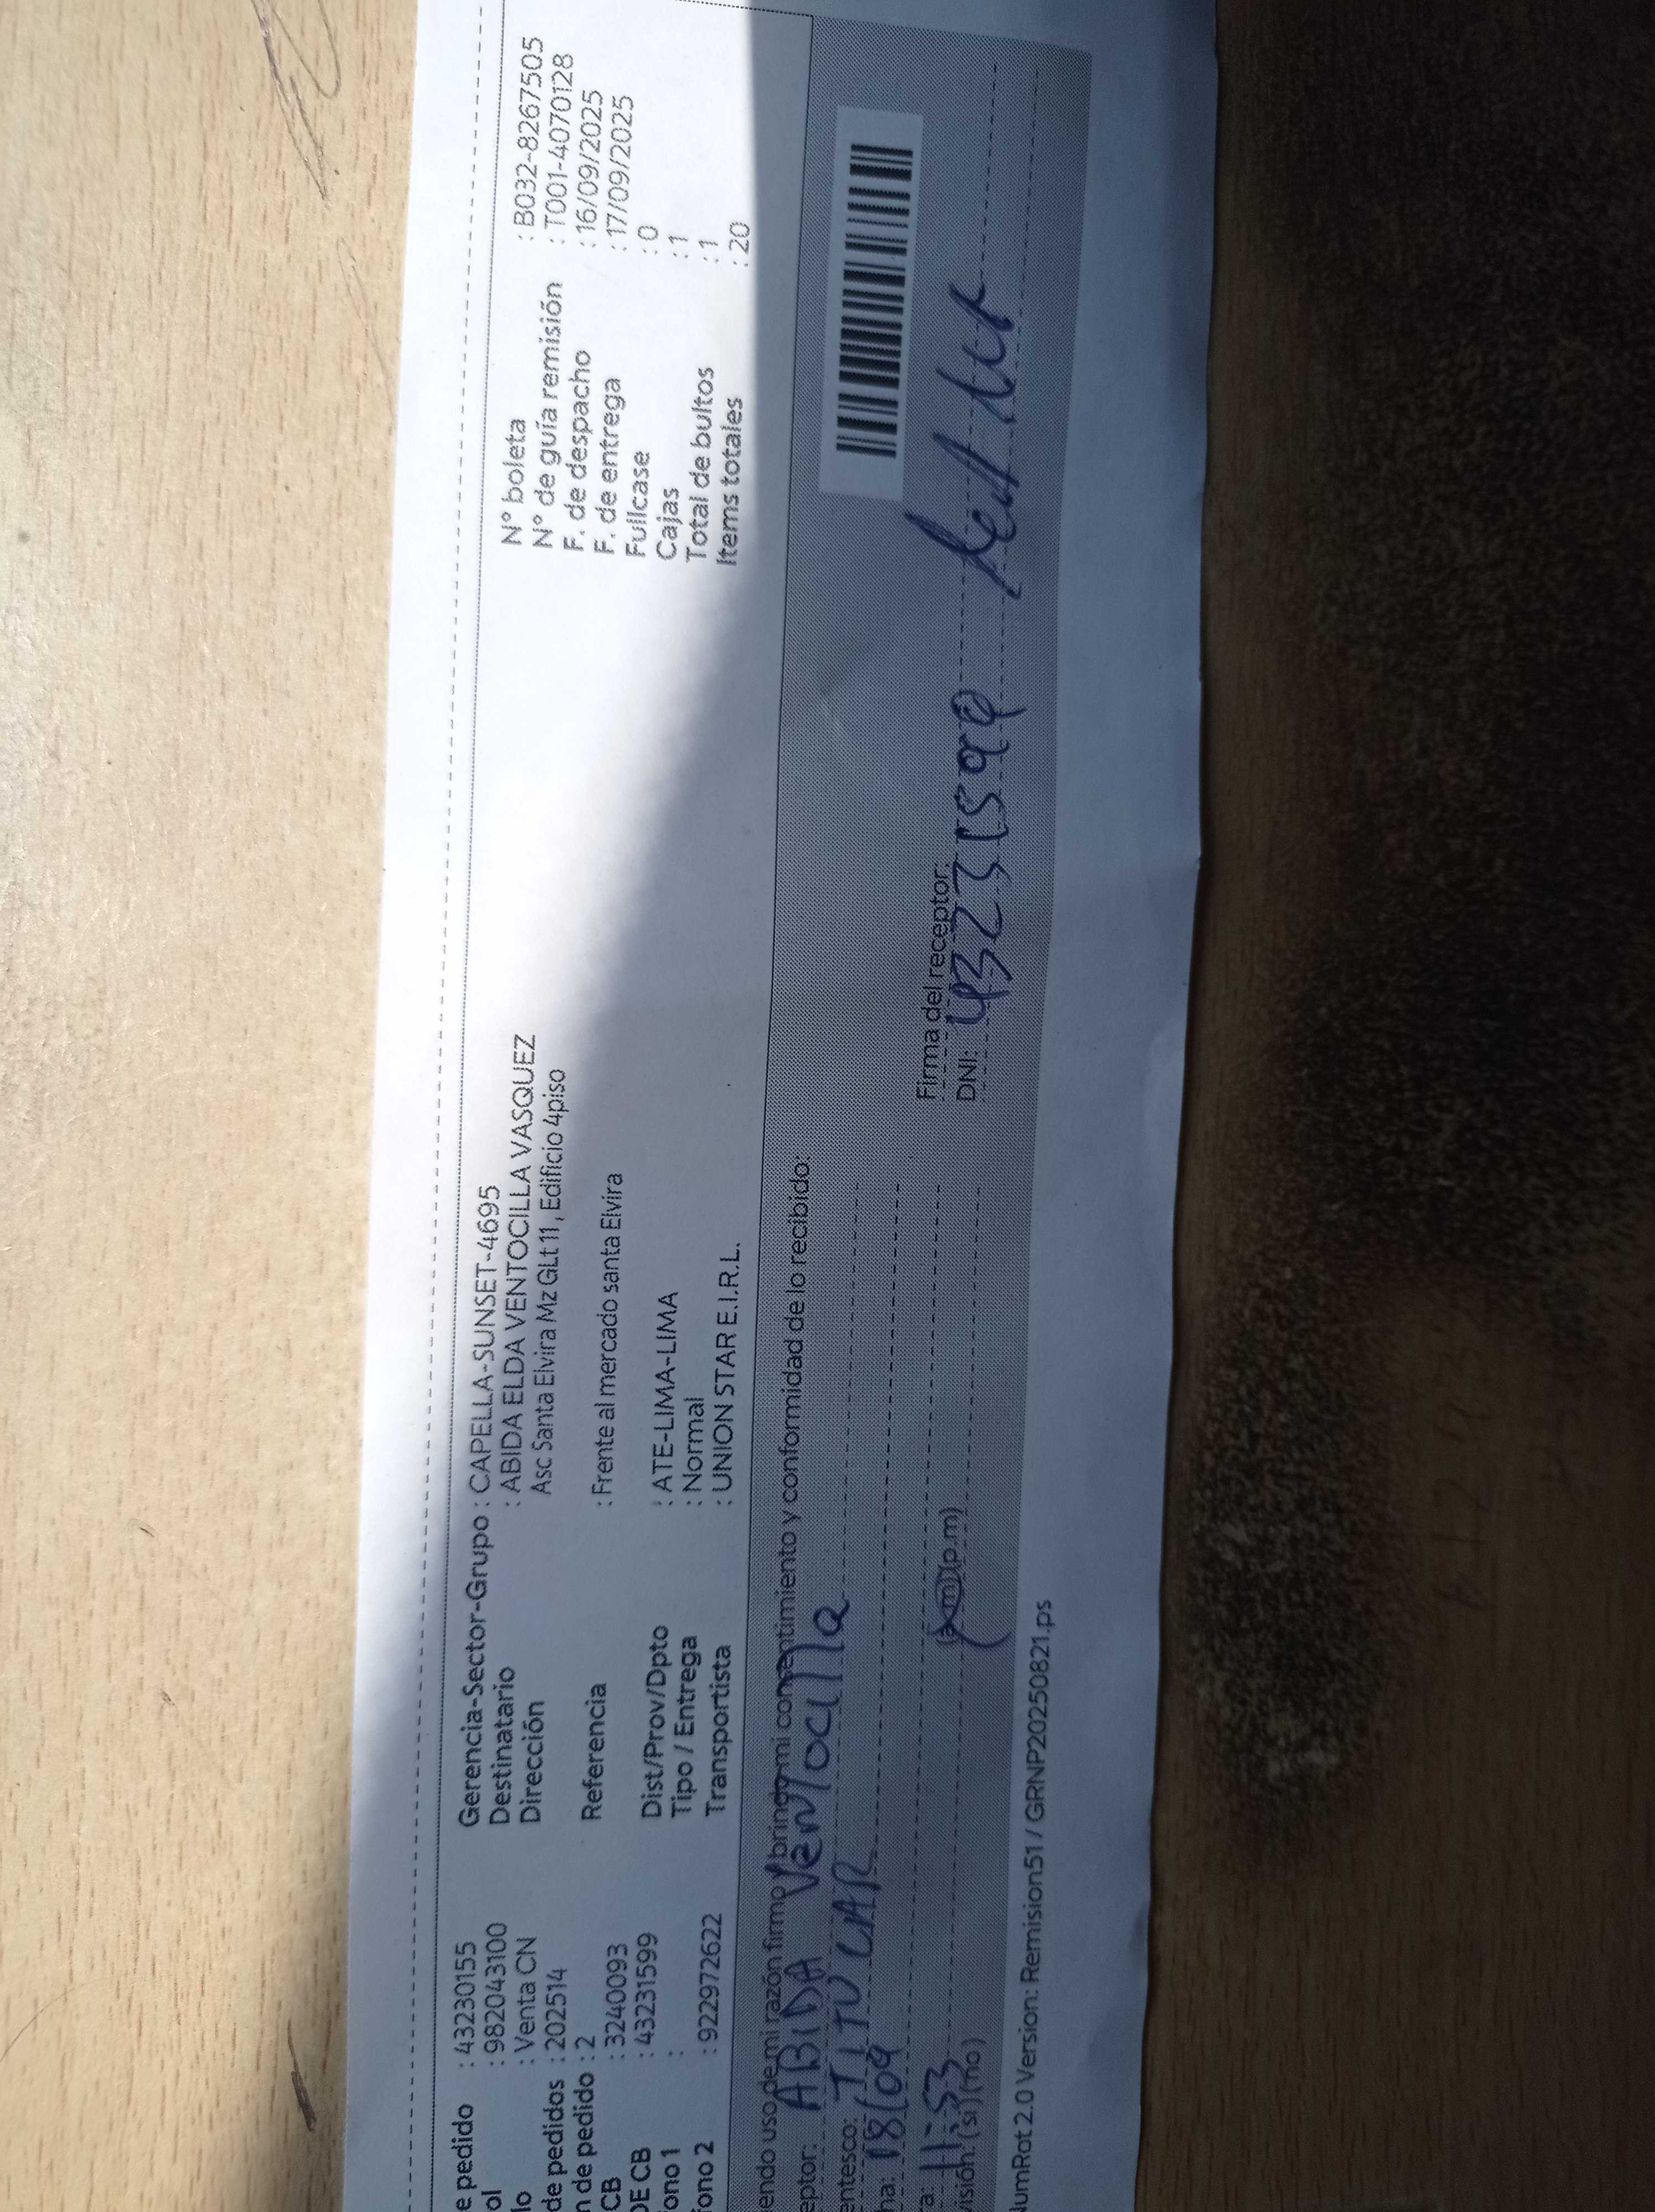 e pedido : 43230155
ol : 982043100
lo : Venta CN
de pedidos : 202514
n de pedido : 2
CB : 3240093
DE CB : 43231599
ono 1 :
ono 2 : 922972622
Gerencia-Sector-Grupo : CAPELLA-SUNSET-4695
Destinatario : ABIDA ELDA VENTOCILLA VASQUEZ
Dirección Asc Santa Elvira Mz GLt 11, Edificio 4piso
Referencia : Frente al mercado santa Elvira
Dist/Prov/Dpto : ATE-LIMA-LIMA
Tipo / Entrega : Normal
Transportista : UNION STAR E.I.R.L.
N° boleta : B032-8267505
N° de guía remisión : T001-4070128
F. de despacho : 16/09/2025
F. de entrega : 17/09/2025
Fullcase : 0
Cajas : 1
Total de bultos : 1
Items totales : 20
endo uso de mi razón firmo y brindo mi consentimiento y conformidad de lo recibido:
eptor: ABIDA Ventocilla
entesco: TITULAR
ha: 18/09
a: 11:53 (a.m)(p.m)
visión: (si)(no)
Firma del receptor:
DNI: 43231599
NumRot 2.0 Version: Remision51 / GRNP20250821.ps